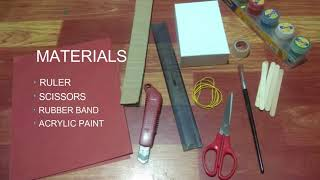 MATERIALS
· RULER
· SCISSORS
· RUBBER BAND
· ACRYLIC PAINT